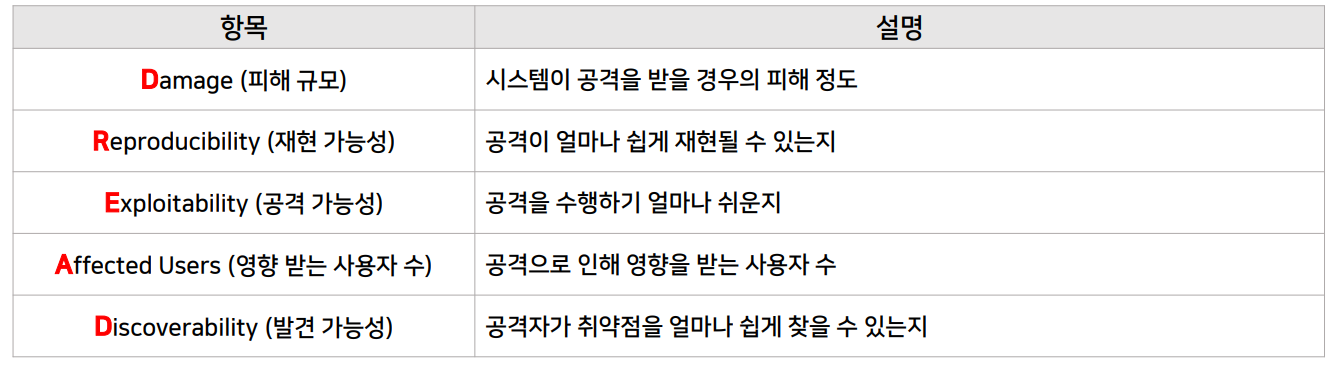 항목 설명
Damage (피해 규모) 시스템이 공격을 받을 경우의 피해 정도
Reproducibility (재현 가능성) 공격이 얼마나 쉽게 재현될 수 있는지
Exploitability (공격 가능성) 공격을 수행하기 얼마나 쉬운지
Affected Users (영향 받는 사용자 수) 공격으로 인해 영향을 받는 사용자 수
Discoverability (발견 가능성) 공격자가 취약점을 얼마나 쉽게 찾을 수 있는지